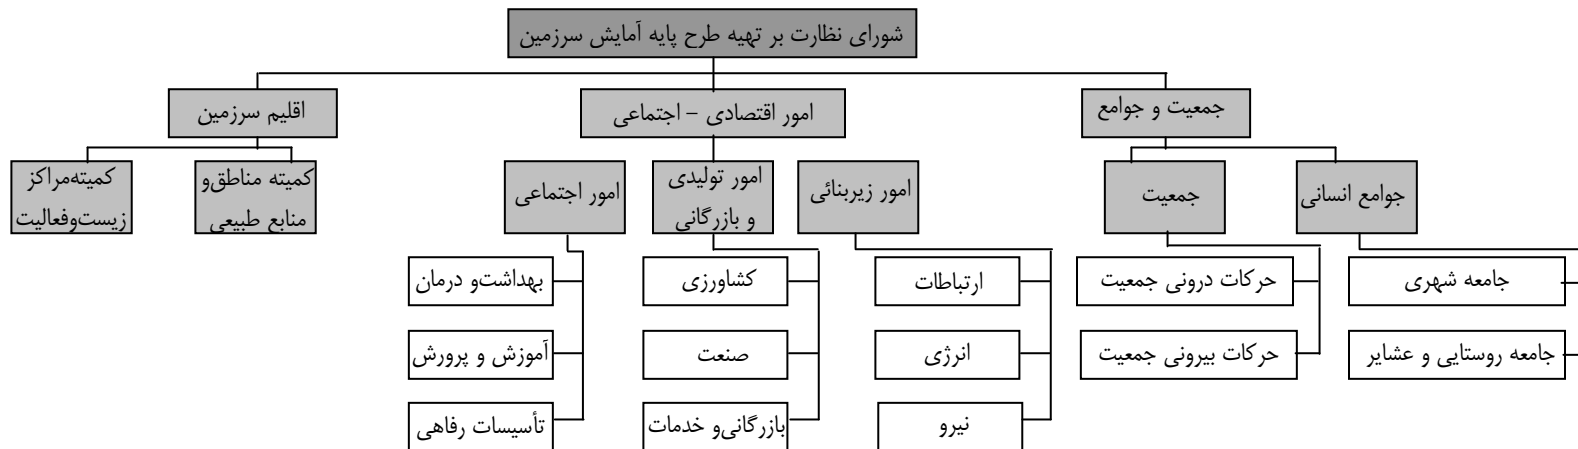 شورای نظارت بر تهیه طرح پایه آمایش سرزمین
جمعیت و جوامع
امور اقتصادی – اجتماعی
اقلیم سرزمین
جوامع انسانی
جمعیت
امور زیربنائی
امور تولیدی
و بازرگانی
امور اجتماعی
کمیته مناطق‌و
منابع طبیعی
کمیته‌مراکز
زیست‌وفعالیت
جامعه شهری
حرکات درونی جمعیت
ارتباطات
کشاورزی
بهداشت‌و درمان
جامعه روستایی و عشایر
حرکات بیرونی جمعیت
انرژی
صنعت
آموزش و پرورش
نیرو
بازرگانی‌و خدمات
تأسیسات رفاهی